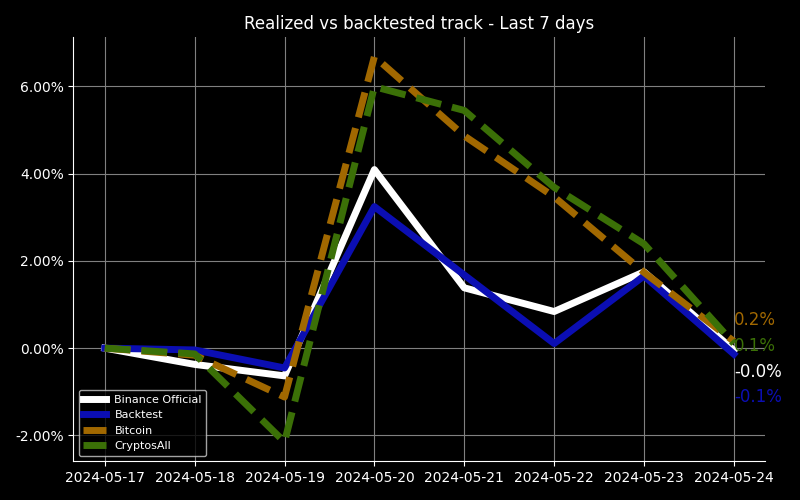 Realized vs backtested track - Last 7 days
6.00%
4.00%
2.00%
0.00%
-2.00%
0.2%
0.1%
-0.0%
-0.1%
Binance Official
Backtest
Bitcoin
CryptosAll
2024-05-17 2024-05-18 2024-05-19 2024-05-20 2024-05-21 2024-05-22 2024-05-23 2024-05-24